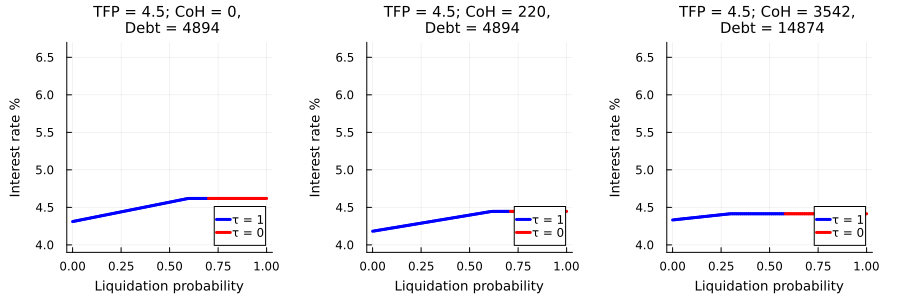 TFP = 4.5; CoH = 0,
Debt = 4894
Interest rate %
6.5
6.0
5.5
5.0
4.5
4.0
τ = 1
τ = 0
0.00 0.25 0.50 0.75 1.00
Liquidation probability
TFP = 4.5; CoH = 220,
Debt = 4894
Interest rate %
6.5
6.0
5.5
5.0
4.5
4.0
τ = 1
τ = 0
0.00 0.25 0.50 0.75 1.00
Liquidation probability
TFP = 4.5; CoH = 3542,
Debt = 14874
Interest rate %
6.5
6.0
5.5
5.0
4.5
4.0
τ = 1
τ = 0
0.00 0.25 0.50 0.75 1.00
Liquidation probability